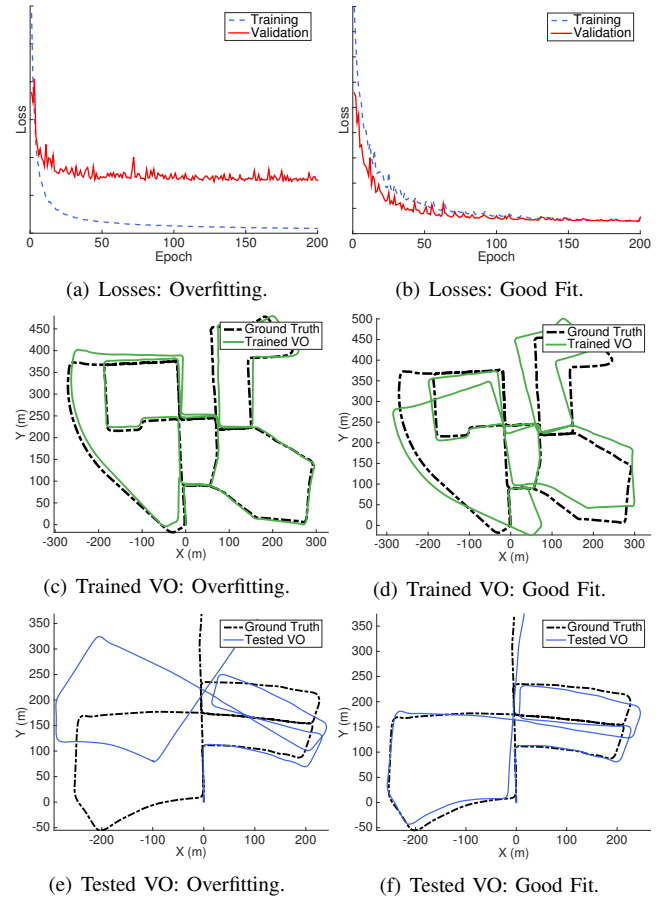 Training
Validation
Loss
0 50 100 150 200
Epoch
(a) Losses: Overfitting.
Training
Validation
Loss
0 50 100 150 200
Epoch
(b) Losses: Good Fit.
Ground Truth
Trained VO
450
400
350
300
250
200
150
100
50
0
Y (m)
-300 -200 -100 0 100 200 300
X (m)
(c) Trained VO: Overfitting.
Ground Truth
Trained VO
500
450
400
350
300
250
200
150
100
50
0
Y (m)
-300 -200 -100 0 100 200 300
X (m)
(d) Trained VO: Good Fit.
Ground Truth
Tested VO
350
300
250
200
150
100
50
0
-50
Y (m)
-200 -100 0 100 200
X (m)
(e) Tested VO: Overfitting.
Ground Truth
Tested VO
350
300
250
200
150
100
50
0
-50
Y (m)
-200 -100 0 100 200
X (m)
(f) Tested VO: Good Fit.